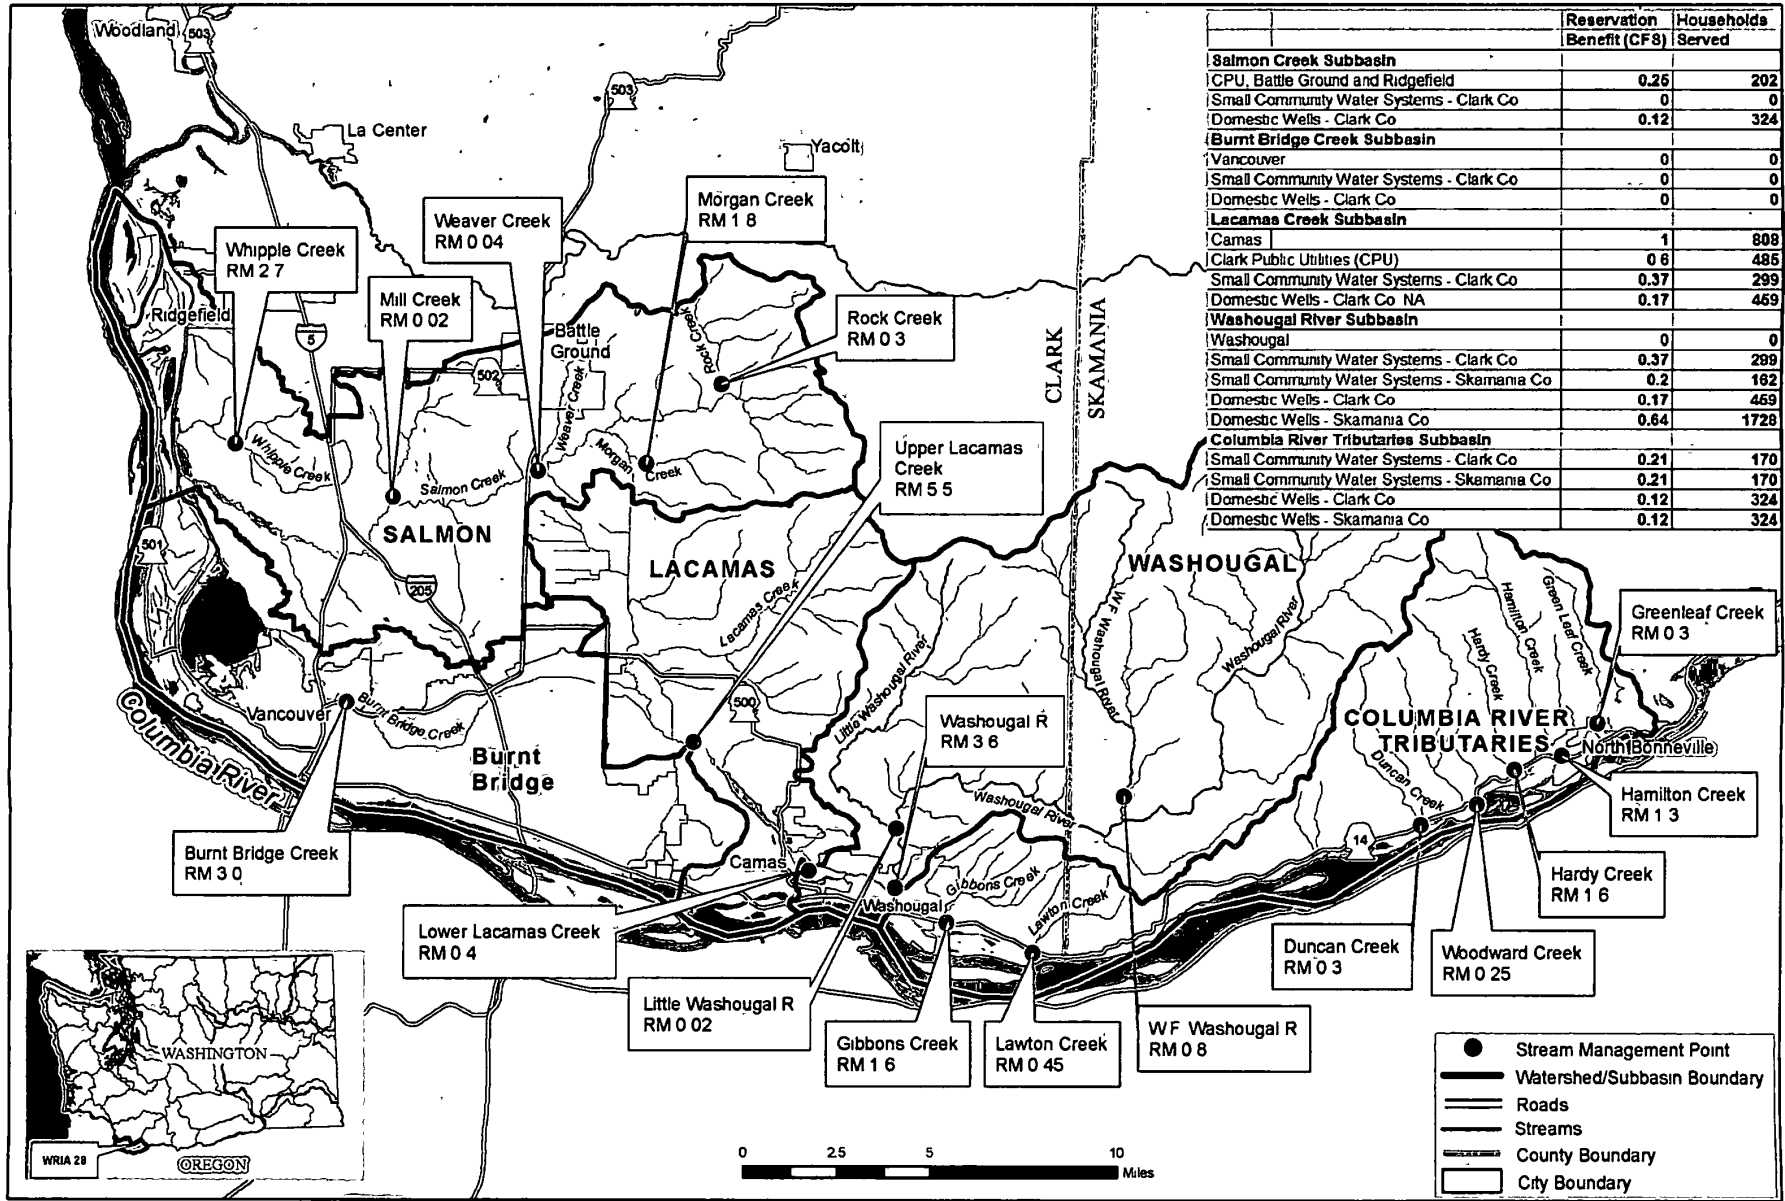 Reservation Households
Benefit (CFS) Served
Salmon Creek Subbasin
CPU, Battle Ground and Ridgefield 0.25 202
Small Community Water Systems - Clark Co 0 0
Domestic Wells - Clark Co 0.12 324
Burnt Bridge Creek Subbasin
Vancouver 0 0
Small Community Water Systems - Clark Co 0 0
Domestic Wells - Clark Co 0 0
Lacamas Creek Subbasin
Camas 1 808
Clark Public Utilities (CPU) 0 6 485
Small Community Water Systems - Clark Co 0.37 299
Domestic Wells - Clark Co NA 0.17 459
Washougal River Subbasin
Washougal 0 0
Small Community Water Systems - Clark Co 0.37 299
Small Community Water Systems - Skamania Co 0.2 162
Domestic Wells - Clark Co 0.17 459
Domestic Wells - Skamania Co 0.64 1728
Columbia River Tributaries Subbasin
Small Community Water Systems - Clark Co 0.21 170
Small Community Water Systems - Skamania Co 0.21 170
Domestic Wells - Clark Co 0.12 324
Domestic Wells - Skamania Co 0.12 324
Woodland
503
503
La Center
Yacolt
Morgan Creek
RM 1 8
Weaver Creek
RM 0 04
Whipple Creek
RM 2 7
Mill Creek
RM 0 02
Ridgefield
5
Battle
Ground
502
Rock Creek
Rock Creek
RM 0 3
CLARK
SKAMANIA
Weaver Creek
Whipple Creek
Salmon Creek
Morgan
Creek
Upper Lacamas
Creek
RM 5 5
SALMON
501
205
LACAMAS
Lacamas Creek
WASHOUGAL
W F Washougal River
Washougal River
Little Washougal River
Hamilton Creek
Green Leaf Creek
Hardy Creek
Greenleaf Creek
RM 0 3
Columbia River
Vancouver
Burnt Bridge Creek
Burnt
Bridge
500
Washougal R
RM 3 6
COLUMBIA RIVER
TRIBUTARIES
North Bonneville
Duncan Creek
Hamilton Creek
RM 1 3
Washougal River
14
Burnt Bridge Creek
RM 3 0
Camas
Gibbons Creek
Washougal
Lawton Creek
Hardy Creek
RM 1 6
Lower Lacamas Creek
RM 0 4
Duncan Creek
RM 0 3
Woodward Creek
RM 0 25
Little Washougal R
RM 0 02
Gibbons Creek
RM 1 6
Lawton Creek
RM 0 45
W F Washougal R
RM 0 8
WASHINGTON
WRIA 28
OREGON
0 2.5 5 10
Miles
Stream Management Point
Watershed/Subbasin Boundary
Roads
Streams
County Boundary
City Boundary